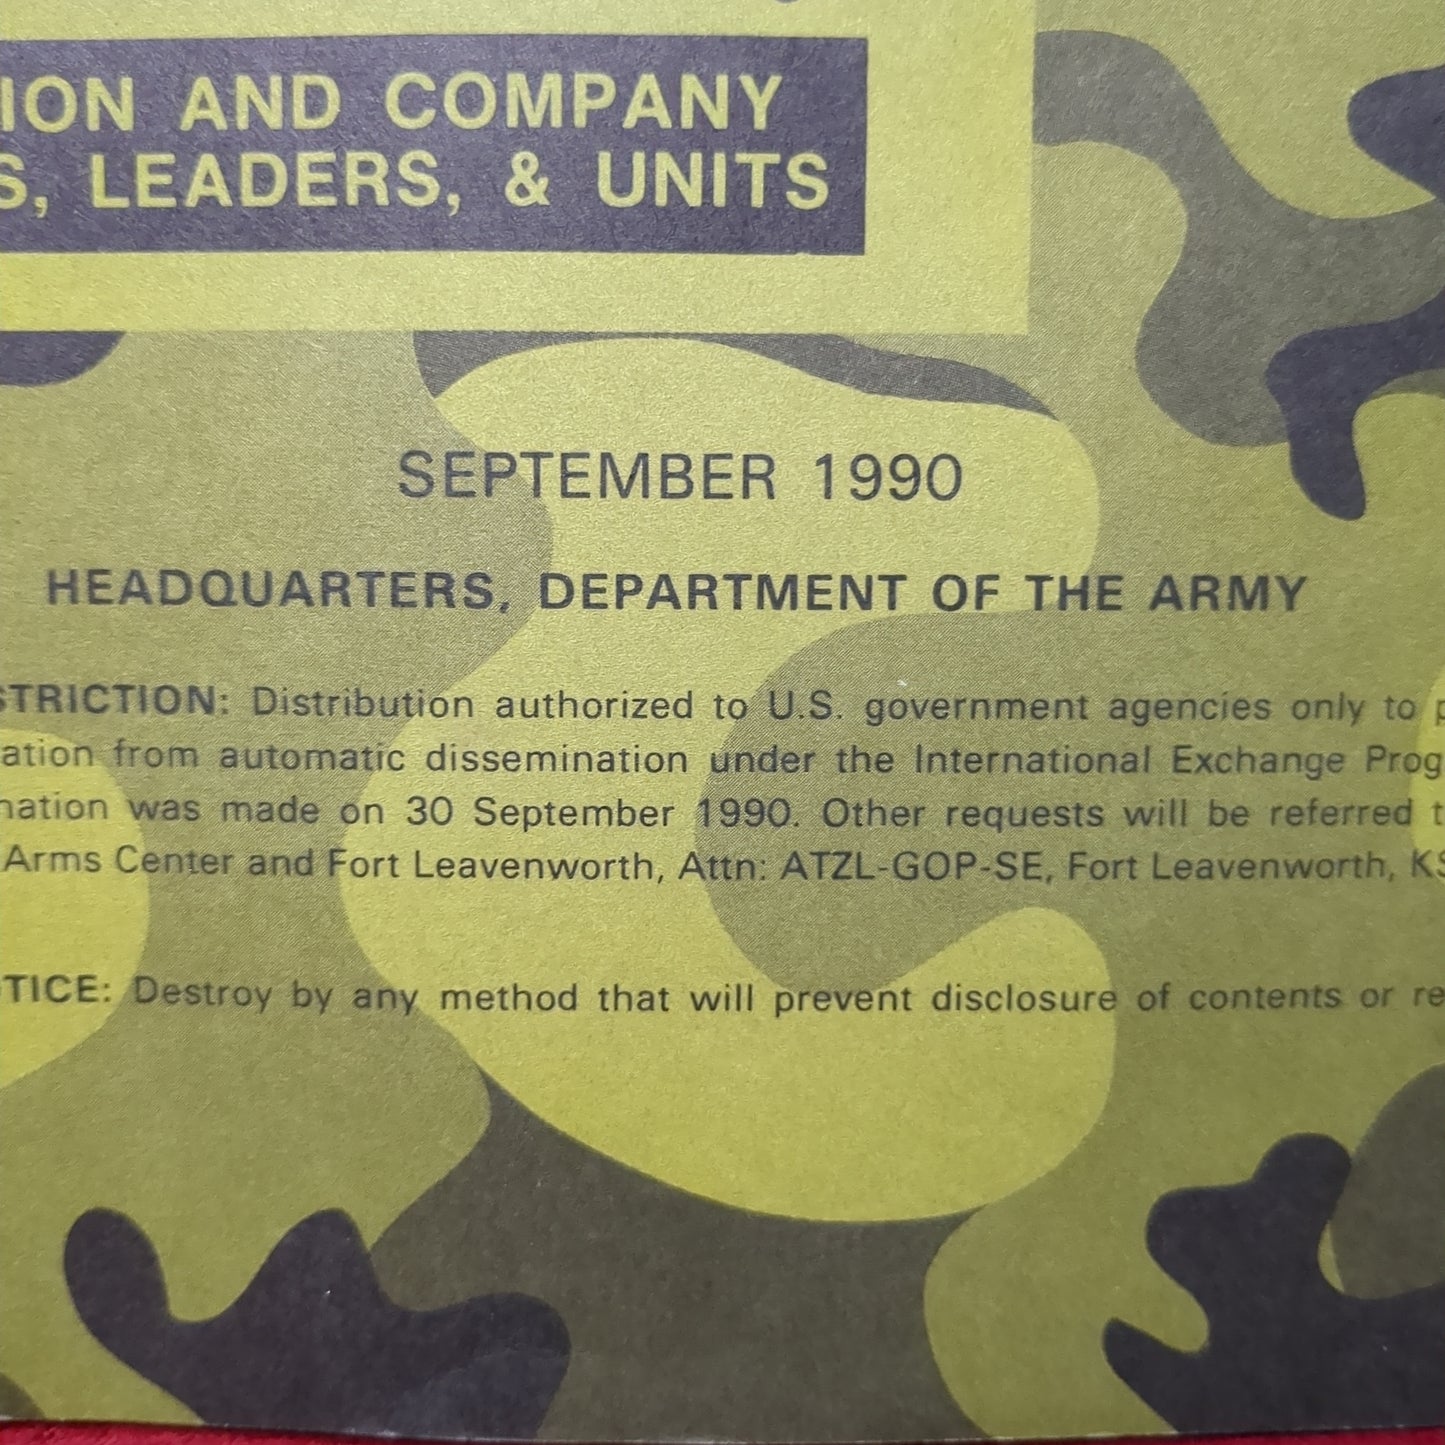 ION AND COMPANY
S, LEADERS, & UNITS
SEPTEMBER 1990
HEADQUARTERS, DEPARTMENT OF THE ARMY
STRICTION: Distribution authorized to U.S. government agencies only to p
ation from automatic dissemination under the International Exchange Prog
nation was made on 30 September 1990. Other requests will be referred t
Arms Center and Fort Leavenworth, Attn: ATZL-GOP-SE, Fort Leavenworth, KS
TICE: Destroy by any method that will prevent disclosure of contents or re